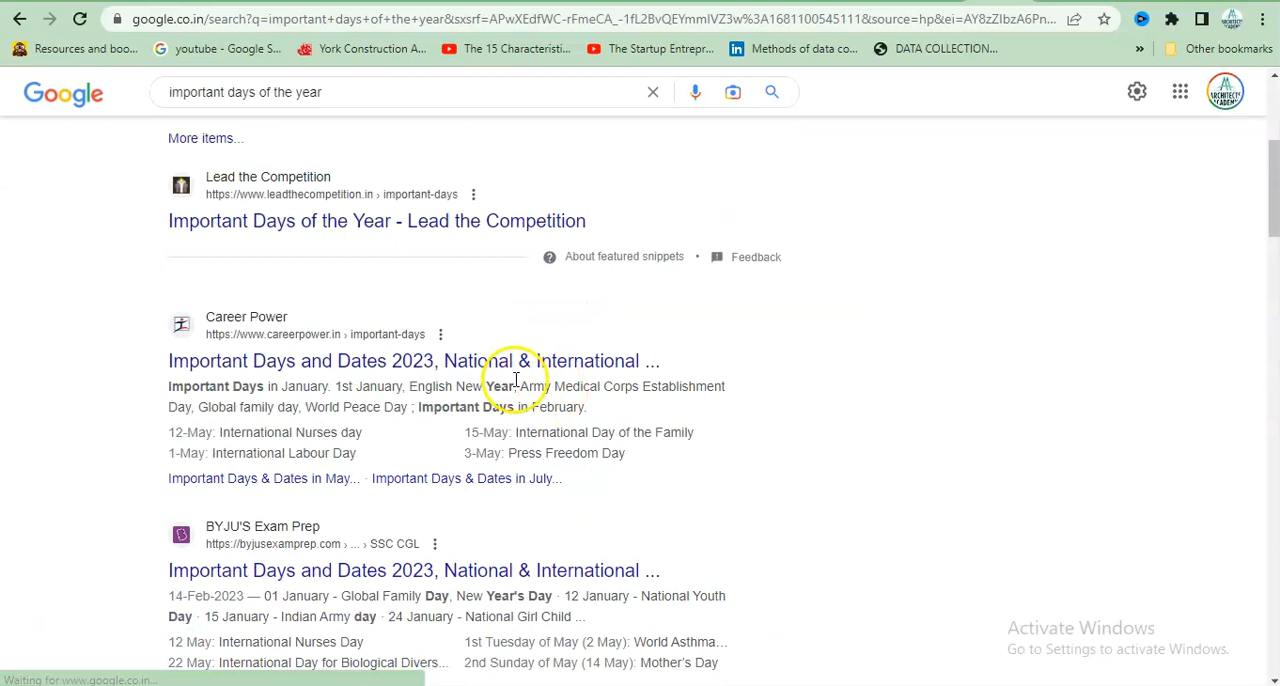 google.co.in/search?q=important+days+of+the+year&sxsrf=APwXEdfWC-rFmeCA_-1fL2BvQEYmmIVZ3w%3A1681100545111&source=hp&ei=AY8zZIbzA6Pn...
Resources and boo... youtube - Google S... York Construction A... The 15 Characteristi... The Startup Entrepr... Methods of data co... DATA COLLECTION... » Other bookmarks
Google important days of the year
ARCHITECT'S ACADEMY
More items...
Lead the Competition
https://www.leadthecompetition.in › important-days
Important Days of the Year - Lead the Competition
About featured snippets • Feedback
Career Power
https://www.careerpower.in › important-days
Important Days and Dates 2023, National & International ...
Important Days in January. 1st January, English New Year, Army Medical Corps Establishment
Day, Global family day, World Peace Day ; Important Days in February.
12-May: International Nurses day 15-May: International Day of the Family
1-May: International Labour Day 3-May: Press Freedom Day
Important Days & Dates in May... · Important Days & Dates in July...
BYJU'S Exam Prep
https://byjusexamprep.com › ... › SSC CGL
Important Days and Dates 2023, National & International ...
14-Feb-2023 — 01 January - Global Family Day, New Year's Day · 12 January - National Youth
Day · 15 January - Indian Army day · 24 January - National Girl Child ...
12 May: International Nurses Day 1st Tuesday of May (2 May): World Asthma...
22 May: International Day for Biological Divers... 2nd Sunday of May (14 May): Mother's Day
Activate Windows
Go to Settings to activate Windows.
Waiting for www.google.co.in...